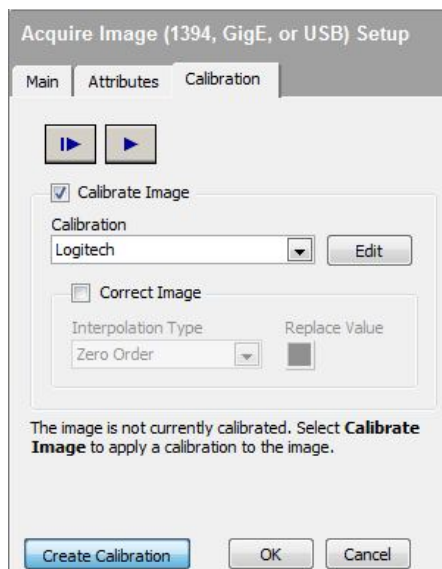 Acquire Image (1394, GigE, or USB) Setup
Main Attributes Calibration
Calibrate Image
Calibration
Logitech Edit
Correct Image
Interpolation Type Replace Value
Zero Order
The image is not currently calibrated. Select Calibrate
Image to apply a calibration to the image.
Create Calibration OK Cancel